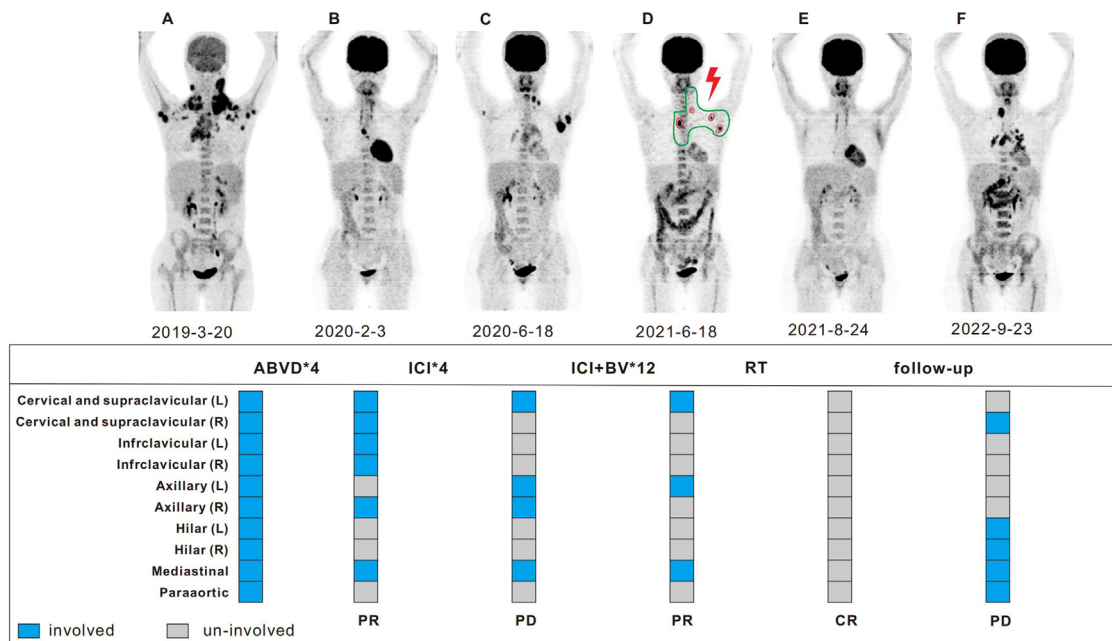 A B C D E F
2019-3-20 2020-2-3 2020-6-18 2021-6-18 2021-8-24 2022-9-23
ABVD*4 ICI*4 ICI+BV*12 RT follow-up
Cervical and supraclavicular (L)
Cervical and supraclavicular (R)
Infrclavicular (L)
Infrclavicular (R)
Axillary (L)
Axillary (R)
Hilar (L)
Hilar (R)
Mediastinal
Paraaortic
PR PD PR CR PD
involved un-involved